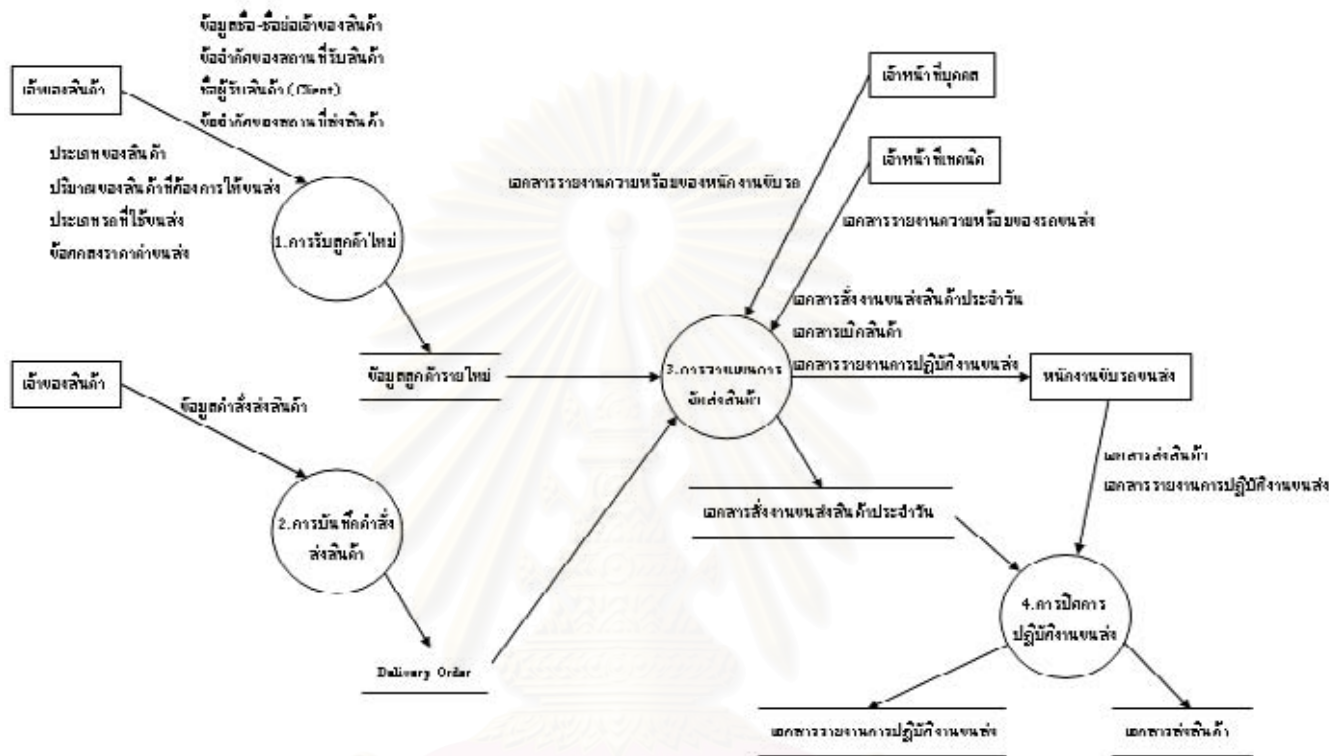 ข้อมูลชื่อ-ชื่อย่อเจ้าของสินค้า
ข้อจำกัดของสถานที่รับสินค้า
ชื่อผู้รับสินค้า (Client)
ข้อจำกัดของสถานที่ส่งสินค้า
เจ้าของสินค้า
ประเภทของสินค้า
ปริมาณของสินค้าที่ต้องการให้ขนส่ง
ประเภทรถที่ใช้ขนส่ง
ข้อตกลงราคาค่าขนส่ง
1.การรับลูกค้าใหม่
ข้อมูลลูกค้ารายใหม่
เจ้าของสินค้า
ข้อมูลคำสั่งส่งสินค้า
2.การบันทึกคำสั่ง
ส่งสินค้า
Delivery Order
เจ้าหน้าที่บุคคล
เจ้าหน้าที่เทคนิค
เอกสารรายงานความพร้อมของพนักงานขับรถ
เอกสารรายงานความพร้อมของรถขนส่ง
เอกสารสั่งงานขนส่งสินค้าประจำวัน
เอกสารเบิกสินค้า
เอกสารรายงานการปฏิบัติงานขนส่ง
3.การวางแผนการ
จัดส่งสินค้า
พนักงานขับรถขนส่ง
เอกสารส่งสินค้า
เอกสารรายงานการปฏิบัติงานขนส่ง
เอกสารสั่งงานขนส่งสินค้าประจำวัน
4.การปิดการ
ปฏิบัติงานขนส่ง
เอกสารรายงานการปฏิบัติงานขนส่ง
เอกสารส่งสินค้า